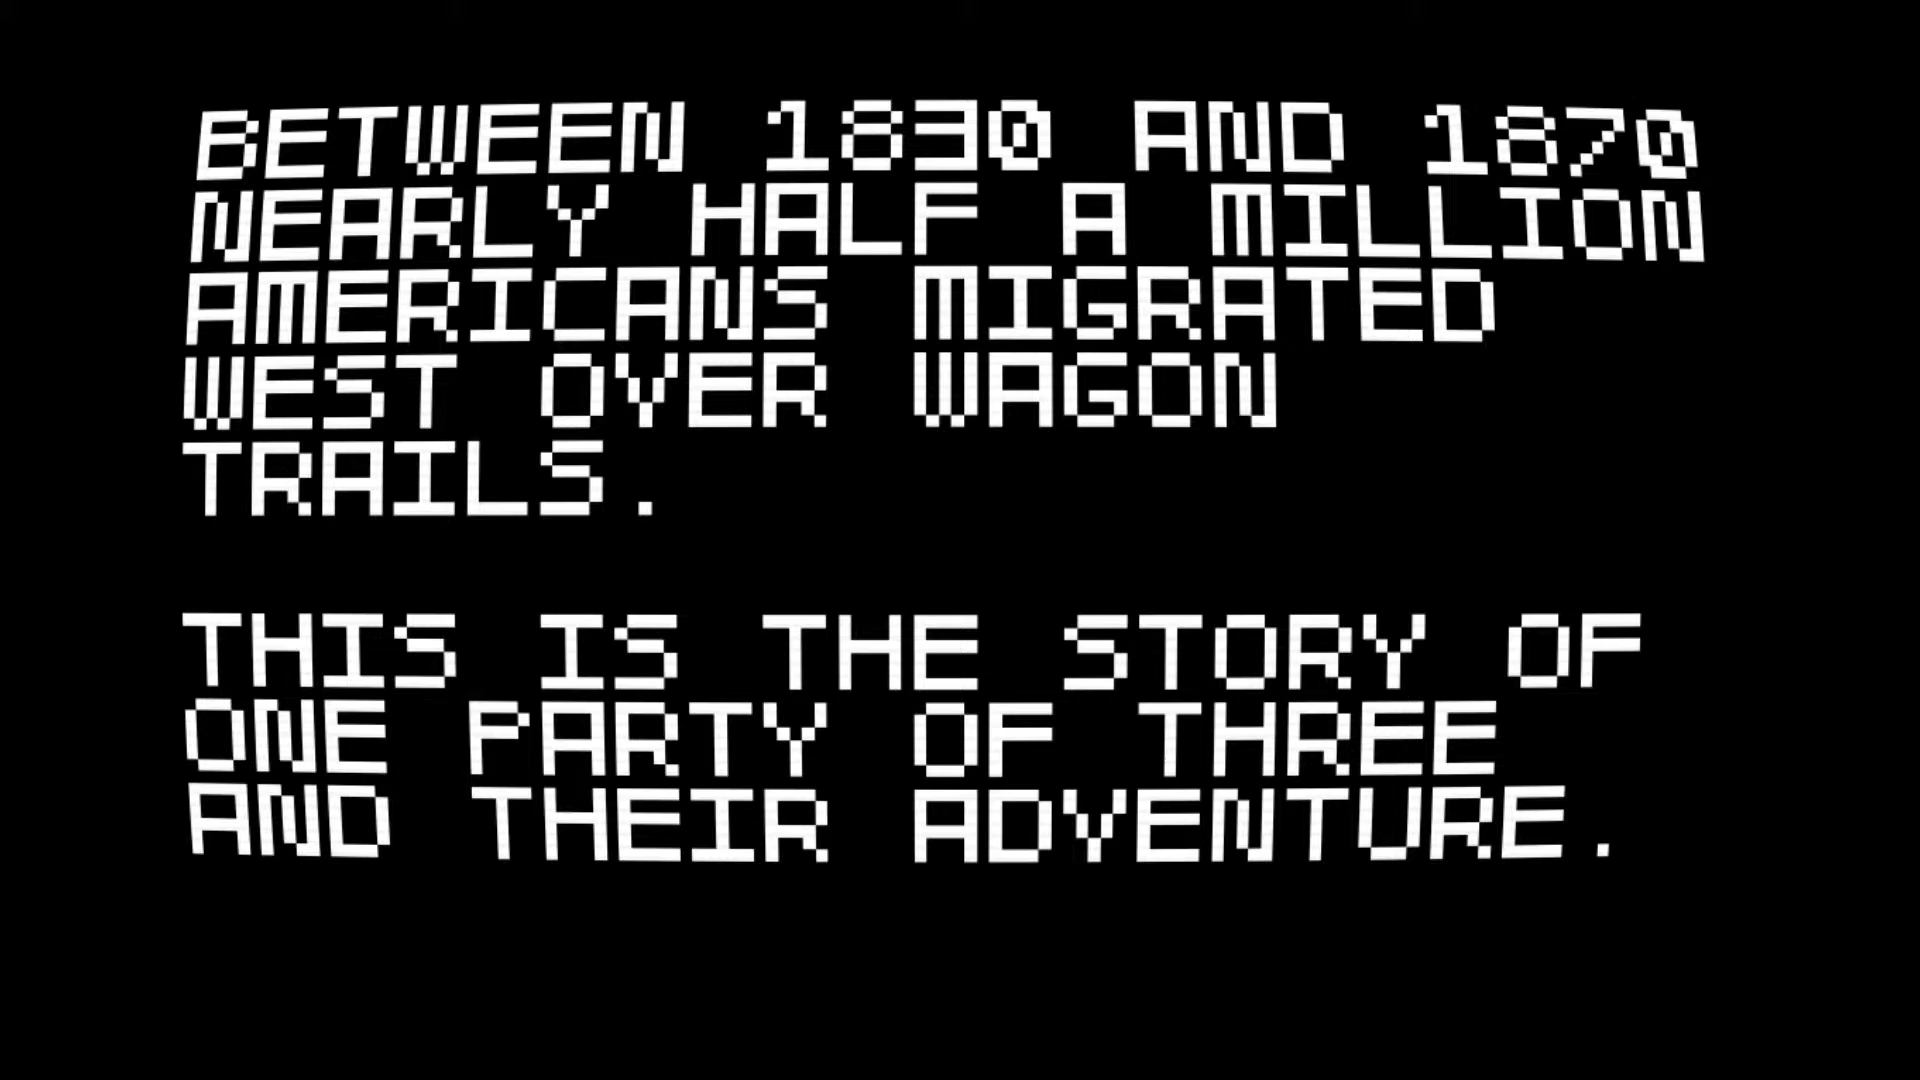 BETWEEN 1830 AND 1870
NEARLY HALF A MILLION
AMERICANS MIGRATED
WEST OVER WAGON
TRAILS.
THIS IS THE STORY OF
ONE PARTY OF THREE
AND THEIR ADVENTURE.